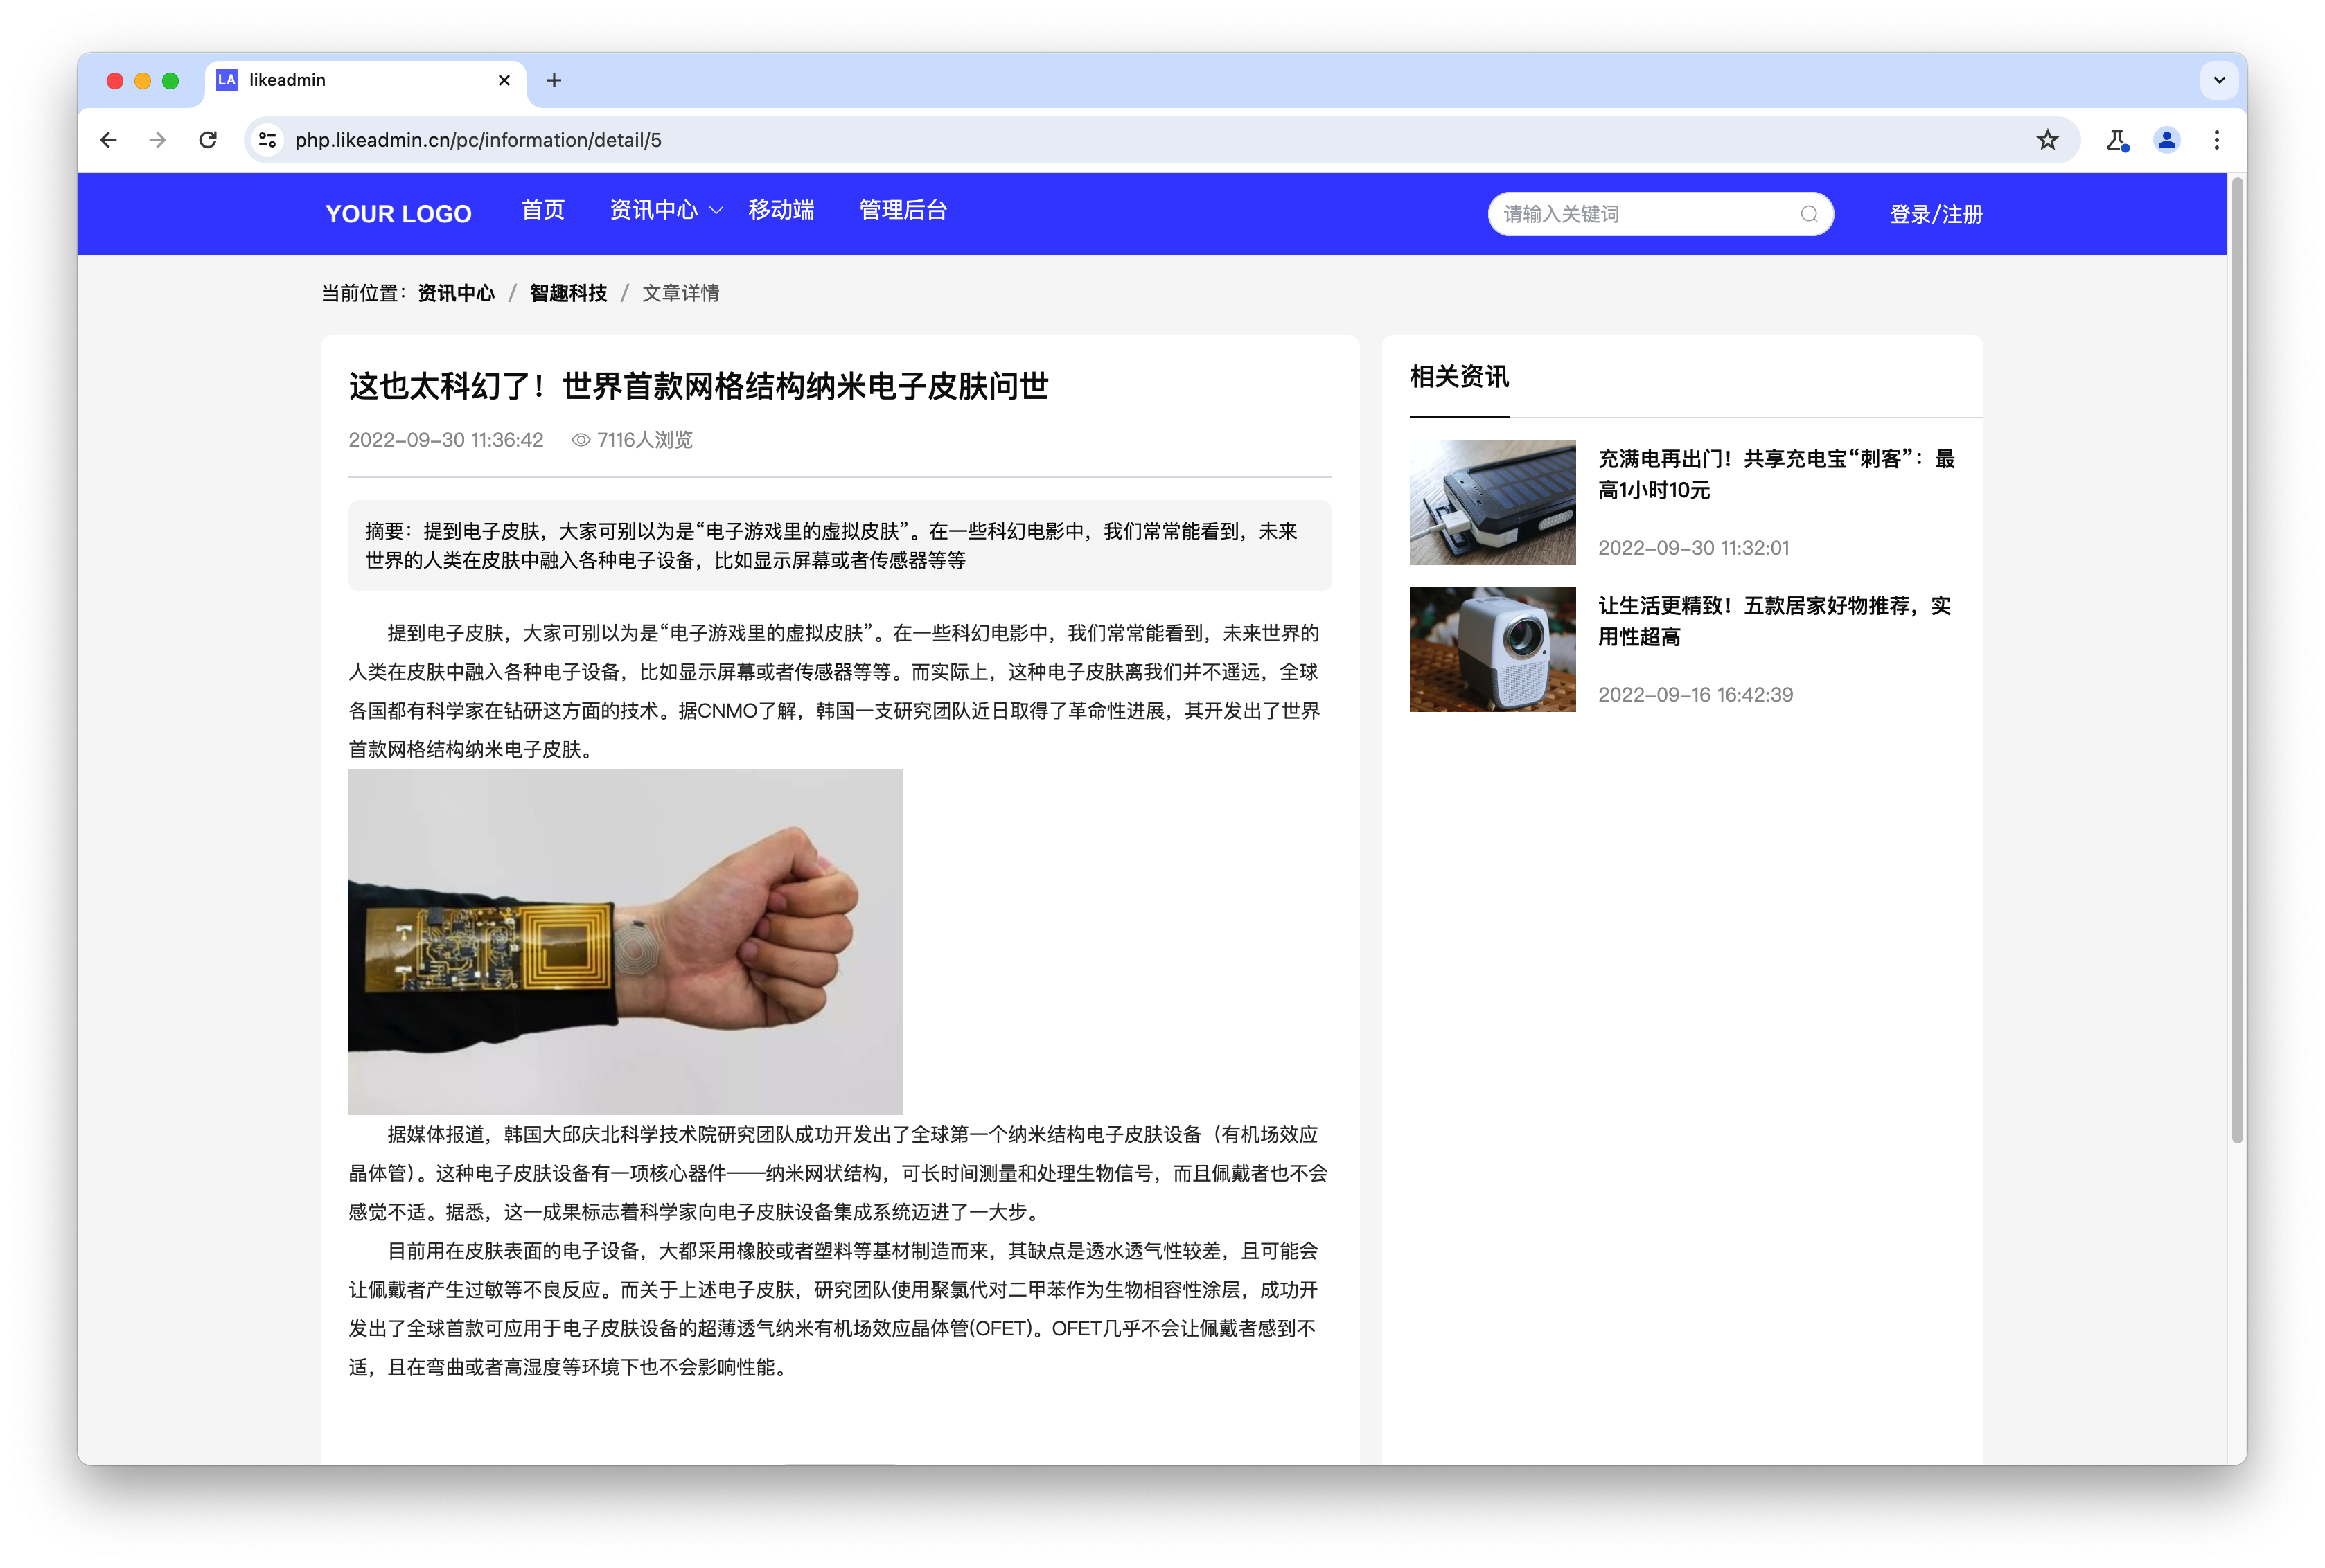 LA likeadmin
php.likeadmin.cn/pc/information/detail/5
YOUR LOGO 首页 资讯中心 移动端 管理后台 请输入关键词 登录/注册
当前位置：资讯中心 / 智趣科技 / 文章详情
这也太科幻了！世界首款网格结构纳米电子皮肤问世
2022-09-30 11:36:42 7116人浏览
摘要：提到电子皮肤，大家可别以为是“电子游戏里的虚拟皮肤”。在一些科幻电影中，我们常常能看到，未来
世界的人类在皮肤中融入各种电子设备，比如显示屏幕或者传感器等等
提到电子皮肤，大家可别以为是“电子游戏里的虚拟皮肤”。在一些科幻电影中，我们常常能看到，未来世界的
人类在皮肤中融入各种电子设备，比如显示屏幕或者传感器等等。而实际上，这种电子皮肤离我们并不遥远，全球
各国都有科学家在钻研这方面的技术。据CNMO了解，韩国一支研究团队近日取得了革命性进展，其开发出了世界
首款网格结构纳米电子皮肤。
据媒体报道，韩国大邱庆北科学技术院研究团队成功开发出了全球第一个纳米结构电子皮肤设备（有机场效应
晶体管）。这种电子皮肤设备有一项核心器件——纳米网状结构，可长时间测量和处理生物信号，而且佩戴者也不会
感觉不适。据悉，这一成果标志着科学家向电子皮肤设备集成系统迈进了一大步。
目前用在皮肤表面的电子设备，大都采用橡胶或者塑料等基材制造而来，其缺点是透水透气性较差，且可能会
让佩戴者产生过敏等不良反应。而关于上述电子皮肤，研究团队使用聚氯代对二甲苯作为生物相容性涂层，成功开
发出了全球首款可应用于电子皮肤设备的超薄透气纳米有机场效应晶体管(OFET)。OFET几乎不会让佩戴者感到不
适，且在弯曲或者高湿度等环境下也不会影响性能。
相关资讯
充满电再出门！共享充电宝“刺客”：最
高1小时10元
2022-09-30 11:32:01
让生活更精致！五款居家好物推荐，实
用性超高
2022-09-16 16:42:39